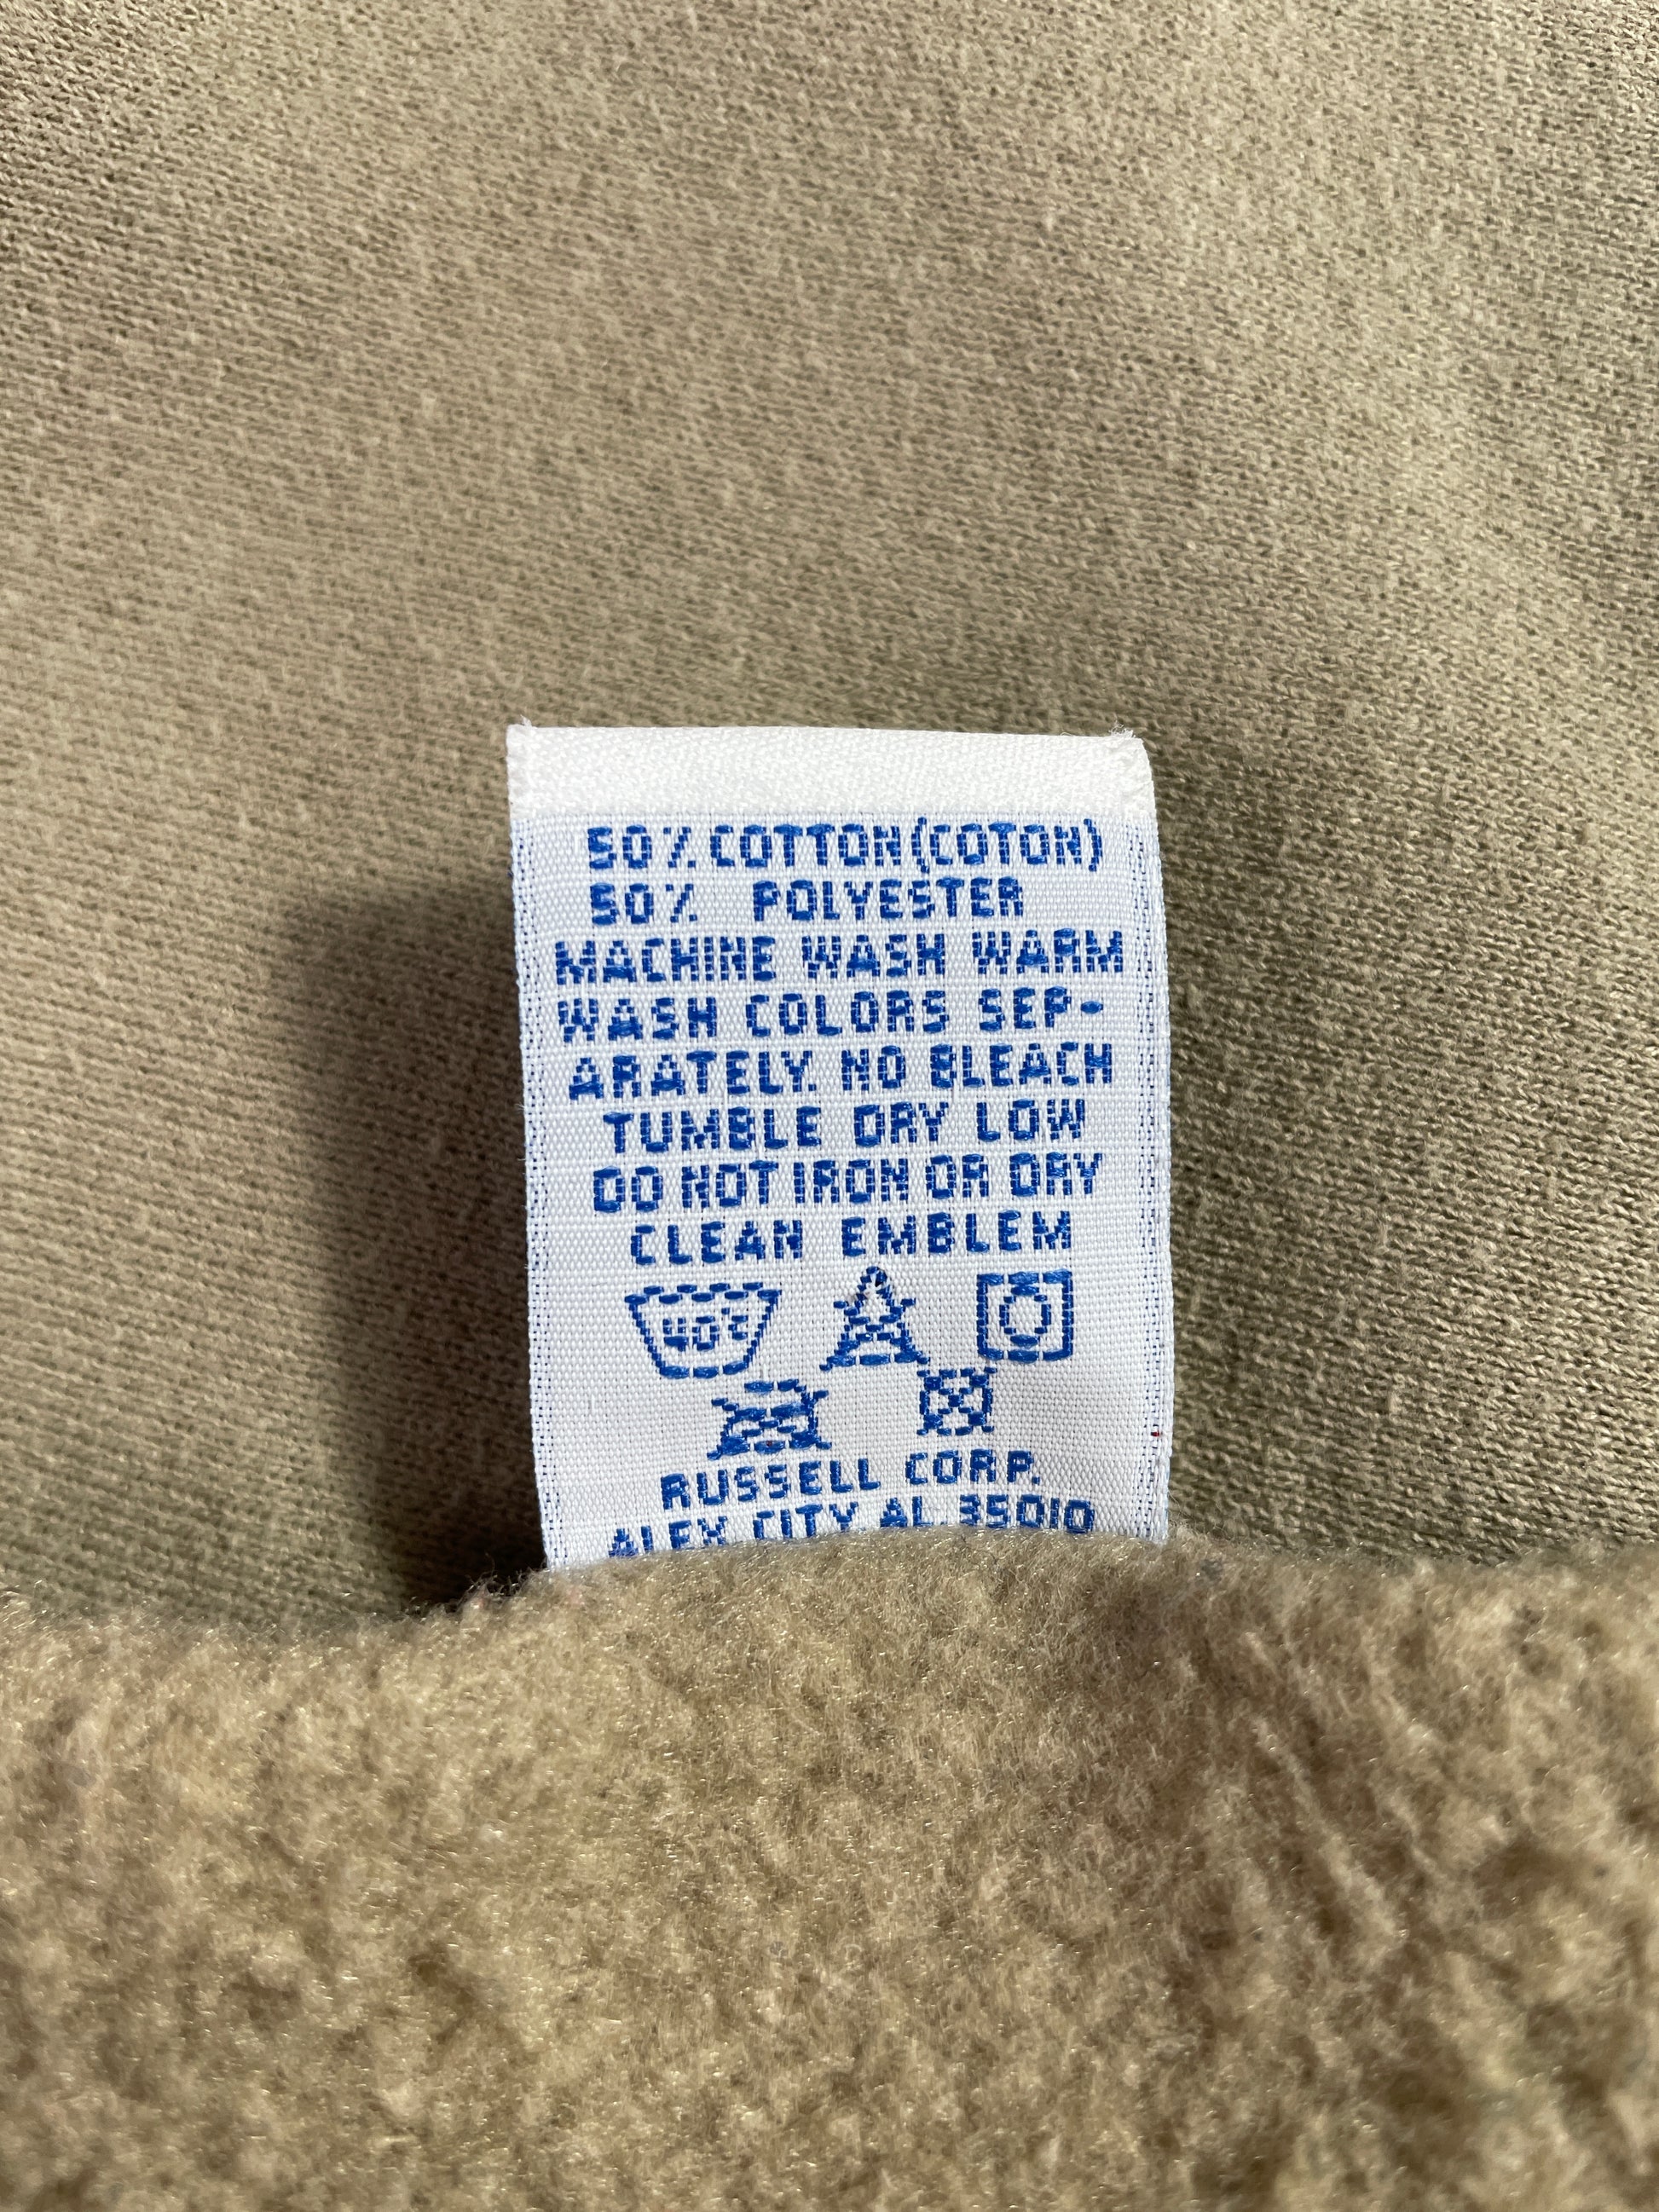 50% COTTON (COTON)
50% POLYESTER
MACHINE WASH WARM
WASH COLORS SEP-
ARATELY. NO BLEACH
TUMBLE DRY LOW
DO NOT IRON OR DRY
CLEAN EMBLEM
40°C
RUSSELL CORP.
ALEX CITY AL. 35010